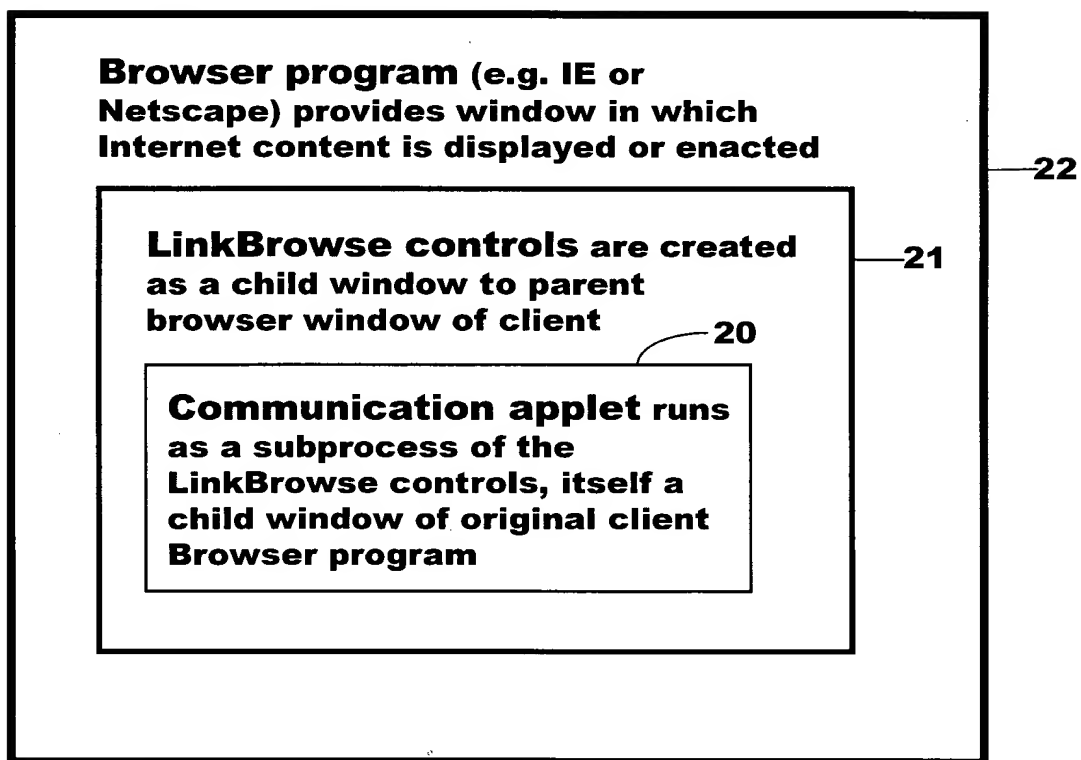 Browser program (e.g. IE or
Netscape) provides window in which
Internet content is displayed or enacted
22
LinkBrowse controls are created
as a child window to parent
browser window of client
21
20
Communication applet runs
as a subprocess of the
LinkBrowse controls, itself a
child window of original client
Browser program